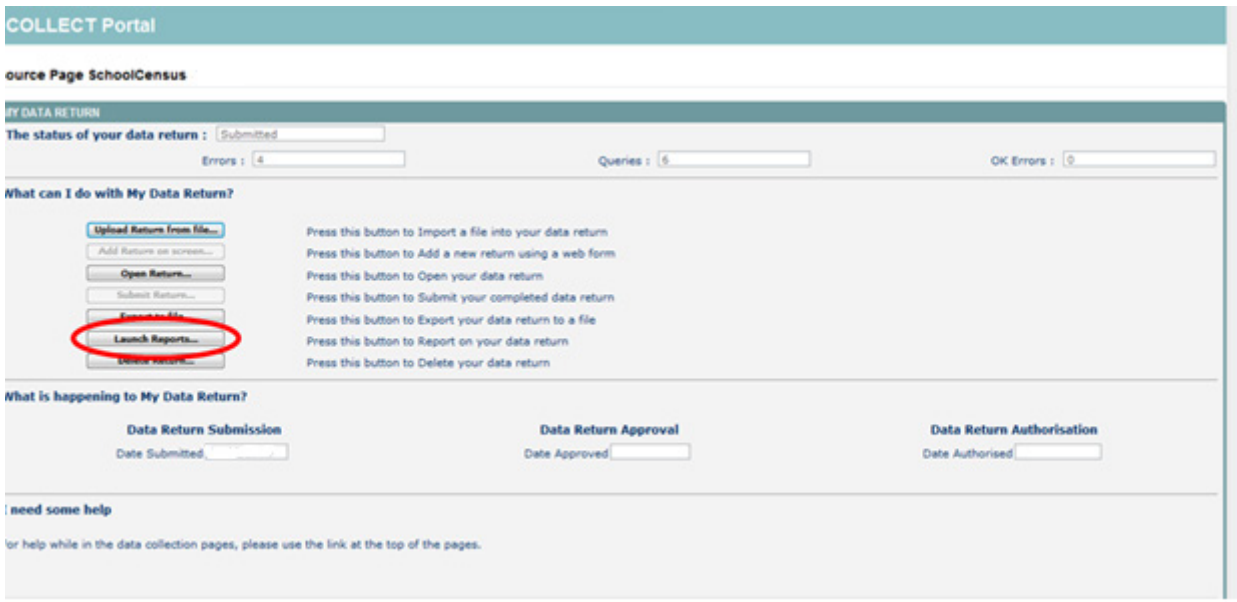 COLLECT Portal
ource Page SchoolCensus
MY DATA RETURN
The status of your data return : Submitted
Errors : 4 Queries : 6 OK Errors : 0
What can I do with My Data Return?
Upload Return from file... Press this button to Import a file into your data return
Add Return on screen... Press this button to Add a new return using a web form
Open Return... Press this button to Open your data return
Submit Return... Press this button to Submit your completed data return
Export to file... Press this button to Export your data return to a file
Launch Reports... Press this button to Report on your data return
Delete Return... Press this button to Delete your data return
What is happening to My Data Return?
Data Return Submission Data Return Approval Data Return Authorisation
Date Submitted Date Approved Date Authorised
I need some help
For help while in the data collection pages, please use the link at the top of the pages.